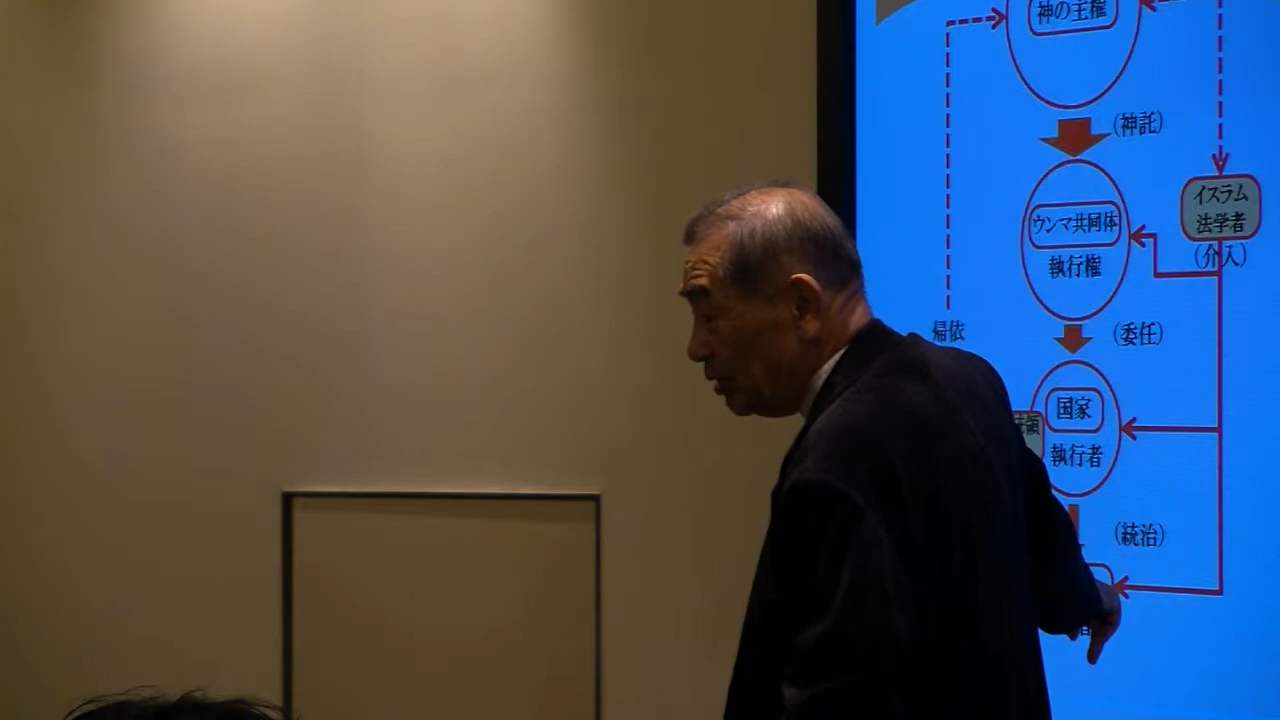 神の主権
(神託)
イスラム
法学者
(介入)
ウンマ共同体
執行権
帰依
(委任)
国家
執行者
(統治)